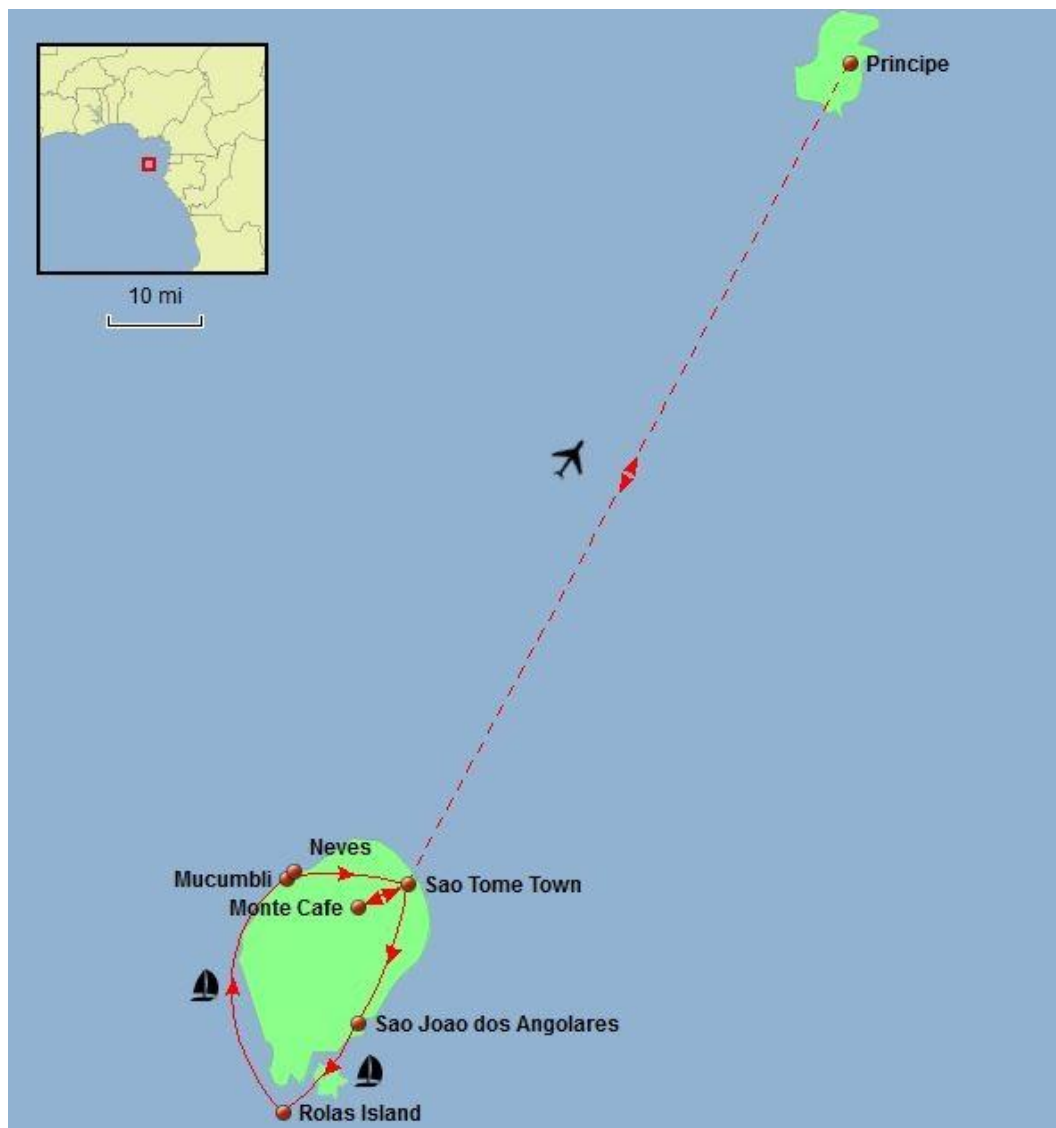 Principe
10 mi
Neves
Mucumbli
Sao Tome Town
Monte Cafe
Sao Joao dos Angolares
Rolas Island